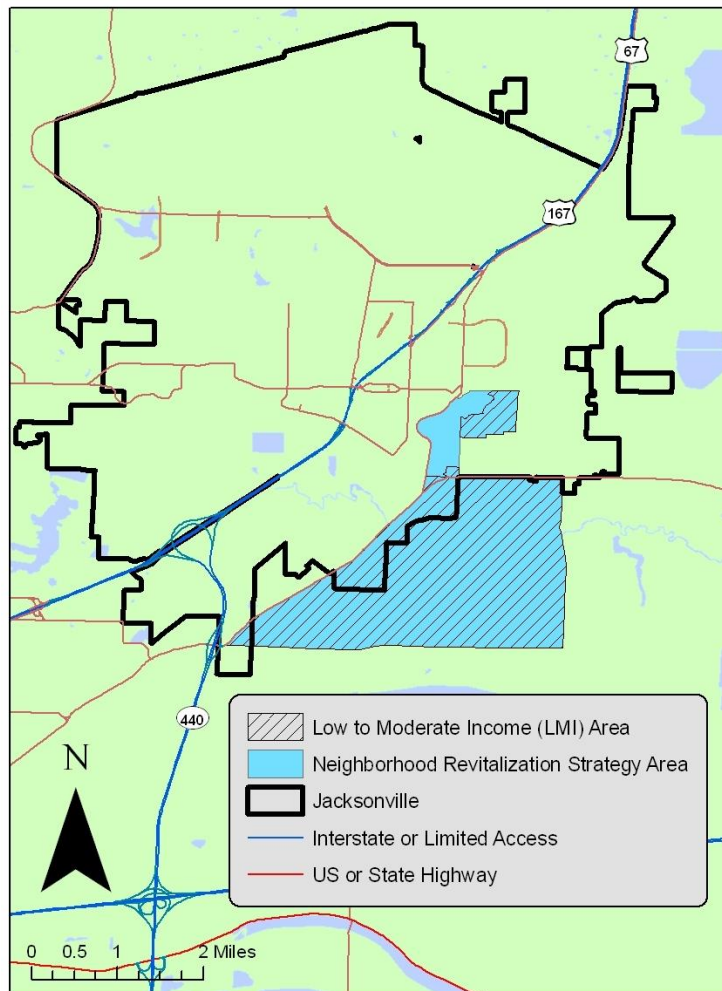 67
167
440
Low to Moderate Income (LMI) Area
Neighborhood Revitalization Strategy Area
Jacksonville
Interstate or Limited Access
US or State Highway
N
0 0.5 1 2 Miles